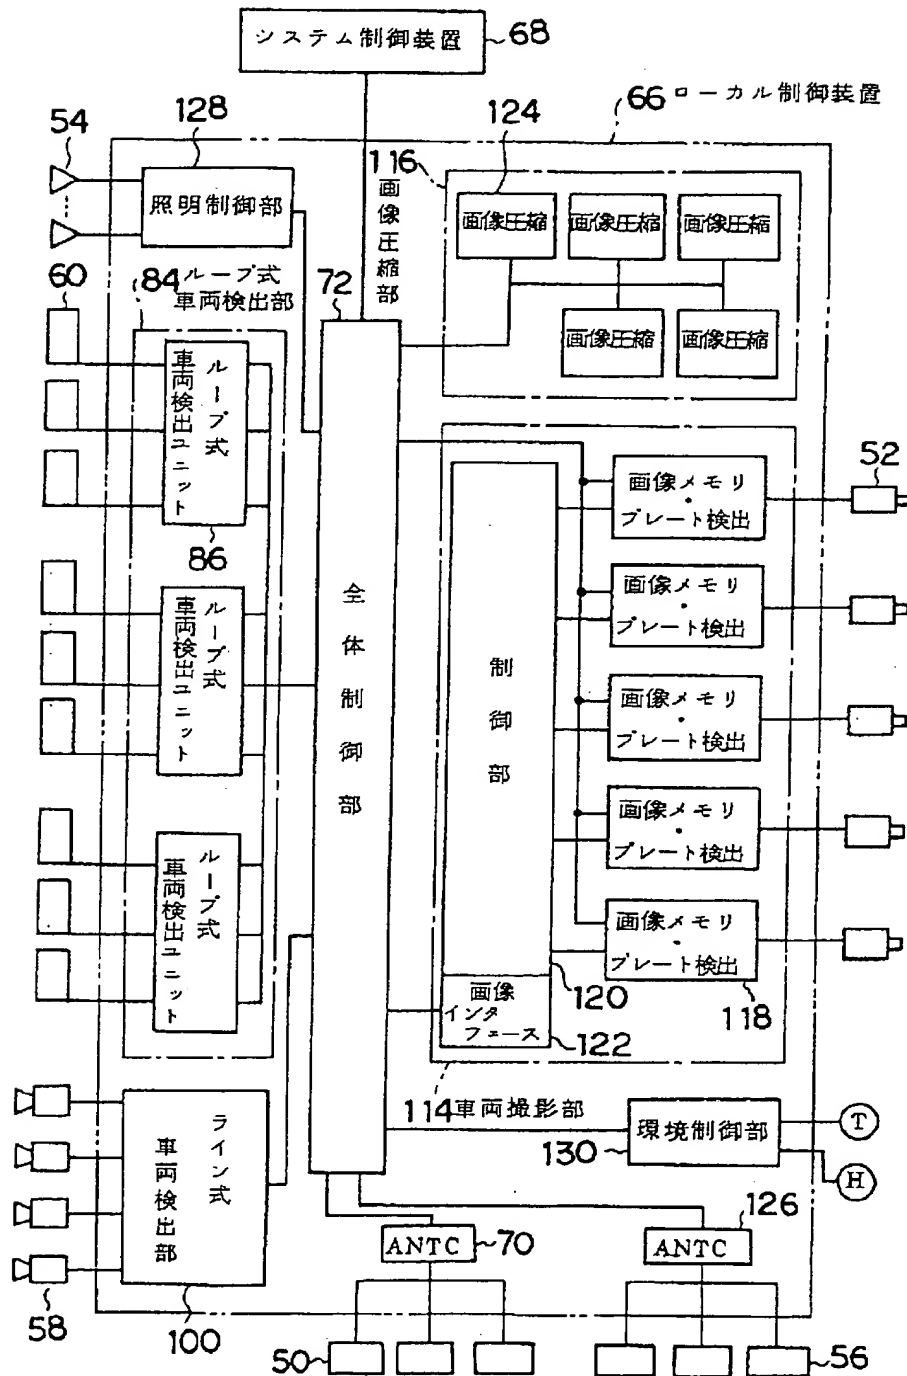 システム制御装置
68
66
ローカル制御装置
54
128
照明制御部
116
画像圧縮部
124
画像圧縮
画像圧縮
画像圧縮
画像圧縮
画像圧縮
60
84
ループ式
車両検出部
72
ループ式
車両検出ユニット
86
ループ式
車両検出ユニット
ループ式
車両検出ユニット
全体制御部
制御部
画像メモリ
・
プレート検出
52
画像メモリ
・
プレート検出
画像メモリ
・
プレート検出
画像メモリ
・
プレート検出
画像メモリ
・
プレート検出
118
120
画像
インタ
フェース
122
114
車両撮影部
ライン式
車両検出部
100
58
環境制御部
130
T
H
ANTC
70
ANTC
126
50
56